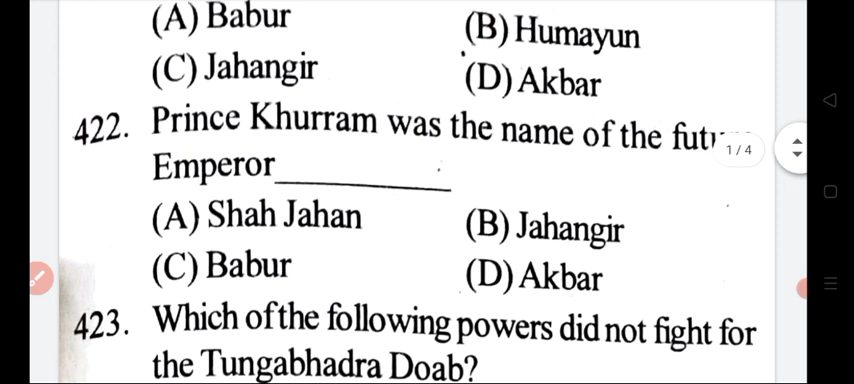 (A) Babur (B) Humayun
(C) Jahangir (D) Akbar
422. Prince Khurram was the name of the
1 / 4
Emperor__________
(A) Shah Jahan (B) Jahangir
(C) Babur (D) Akbar
423. Which of the following powers did not fight for
the Tungabhadra Doab?